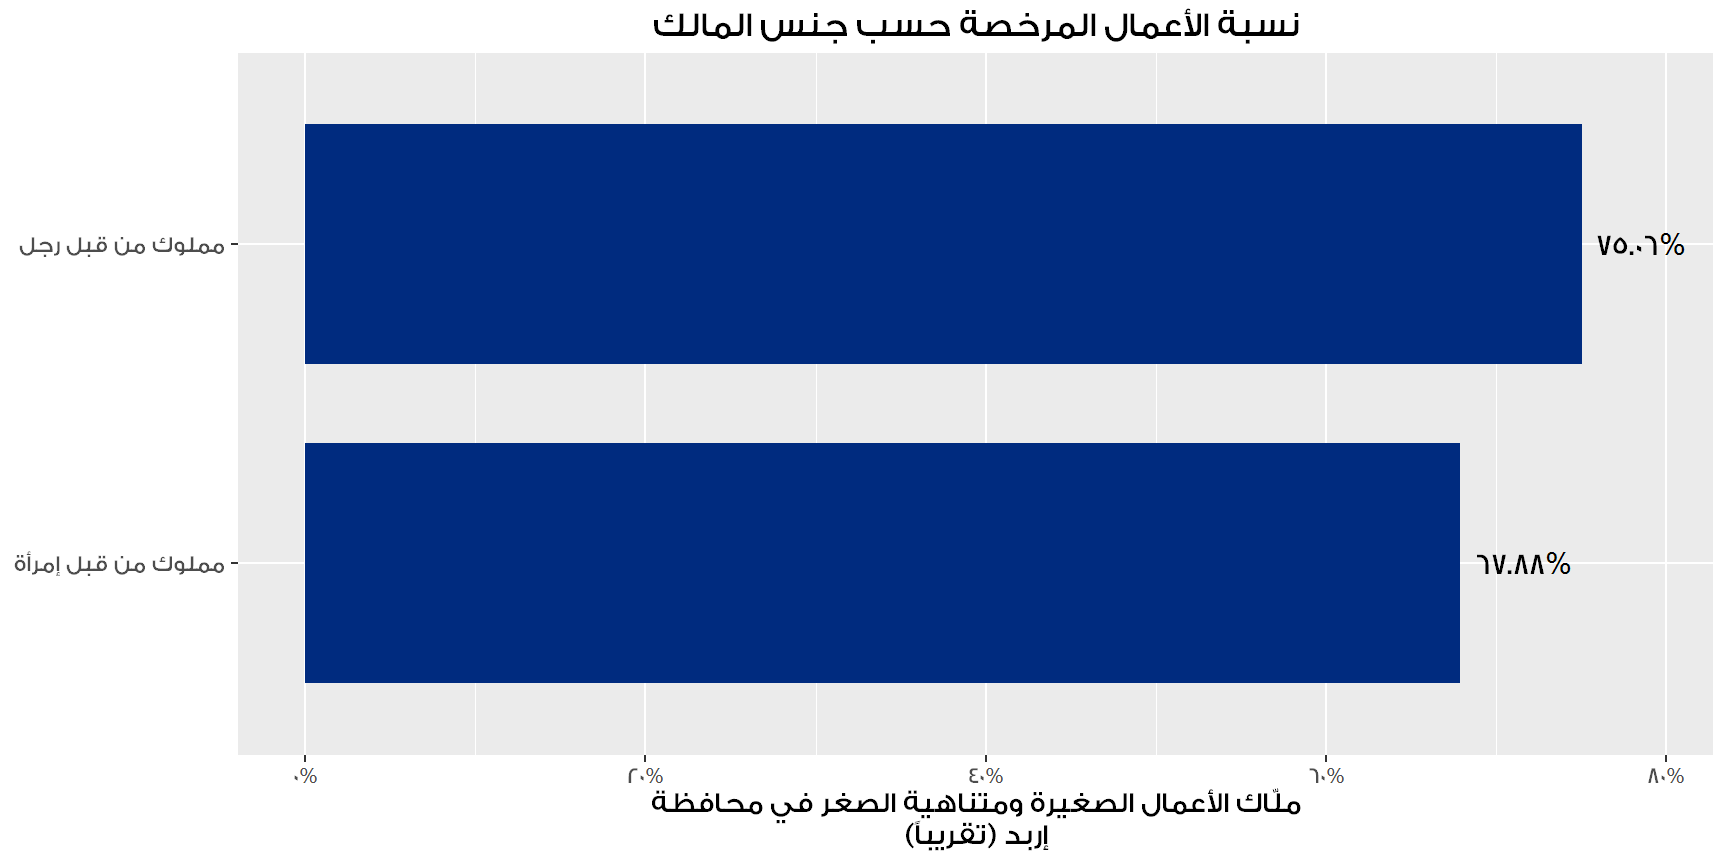 نسبة الأعمال المرخصة حسب جنس المالك
مملوك من قبل رجل
٧٥.٠٦%
مملوك من قبل إمرأة
٦٧.٨٨%
٠% ٢٠% ٤٠% ٦٠% ٨٠%
ملّاك الأعمال الصغيرة ومتناهية الصغر في محافظة
إربد (تقريباً)